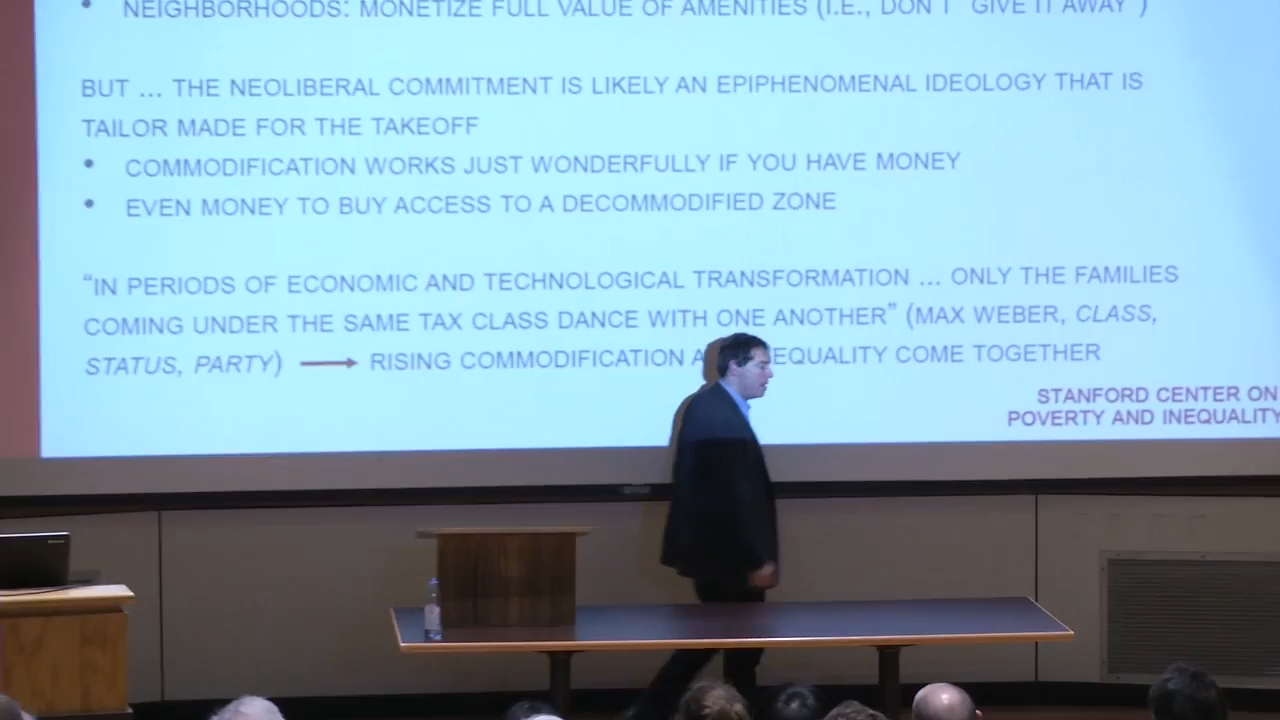 • NEIGHBORHOODS: MONETIZE FULL VALUE OF AMENITIES (I.E., DON'T "GIVE IT AWAY")
BUT … THE NEOLIBERAL COMMITMENT IS LIKELY AN EPIPHENOMENAL IDEOLOGY THAT IS
TAILOR MADE FOR THE TAKEOFF
• COMMODIFICATION WORKS JUST WONDERFULLY IF YOU HAVE MONEY
• EVEN MONEY TO BUY ACCESS TO A DECOMMODIFIED ZONE
"IN PERIODS OF ECONOMIC AND TECHNOLOGICAL TRANSFORMATION … ONLY THE FAMILIES
COMING UNDER THE SAME TAX CLASS DANCE WITH ONE ANOTHER" (MAX WEBER, CLASS,
STATUS, PARTY) → RISING COMMODIFICATION A EQUALITY COME TOGETHER
STANFORD CENTER ON
POVERTY AND INEQUALITY